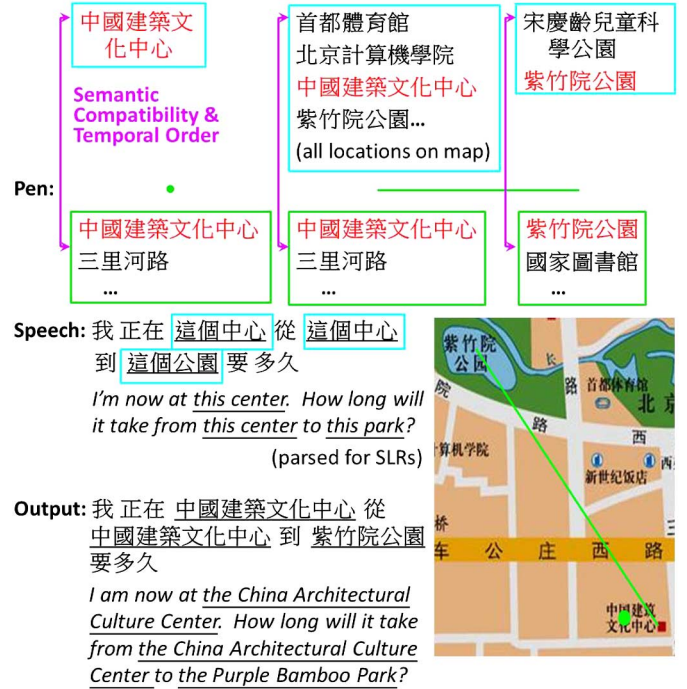 中國建築文
化中心
首都體育館
北京計算機學院
中國建築文化中心
紫竹院公園…
(all locations on map)
宋慶齡兒童科
學公園
紫竹院公園
Semantic
Compatibility &
Temporal Order
Pen:
中國建築文化中心
三里河路
...
中國建築文化中心
三里河路
...
紫竹院公園
國家圖書館
...
Speech: 我 正在 這個中心 從 這個中心
到 這個公園 要 多久
I'm now at this center. How long will
it take from this center to this park?
(parsed for SLRs)
Output: 我 正在 中國建築文化中心 從
中國建築文化中心 到 紫竹院公園
要多久
I am now at the China Architectural
Culture Center. How long will it take
from the China Architectural Culture
Center to the Purple Bamboo Park?
紫竹院
公园
长
路
首都体育馆
院
北京
路
西
计算机学院
新世纪饭店
西
桥
三
车公庄西路
中国建筑
文化中心